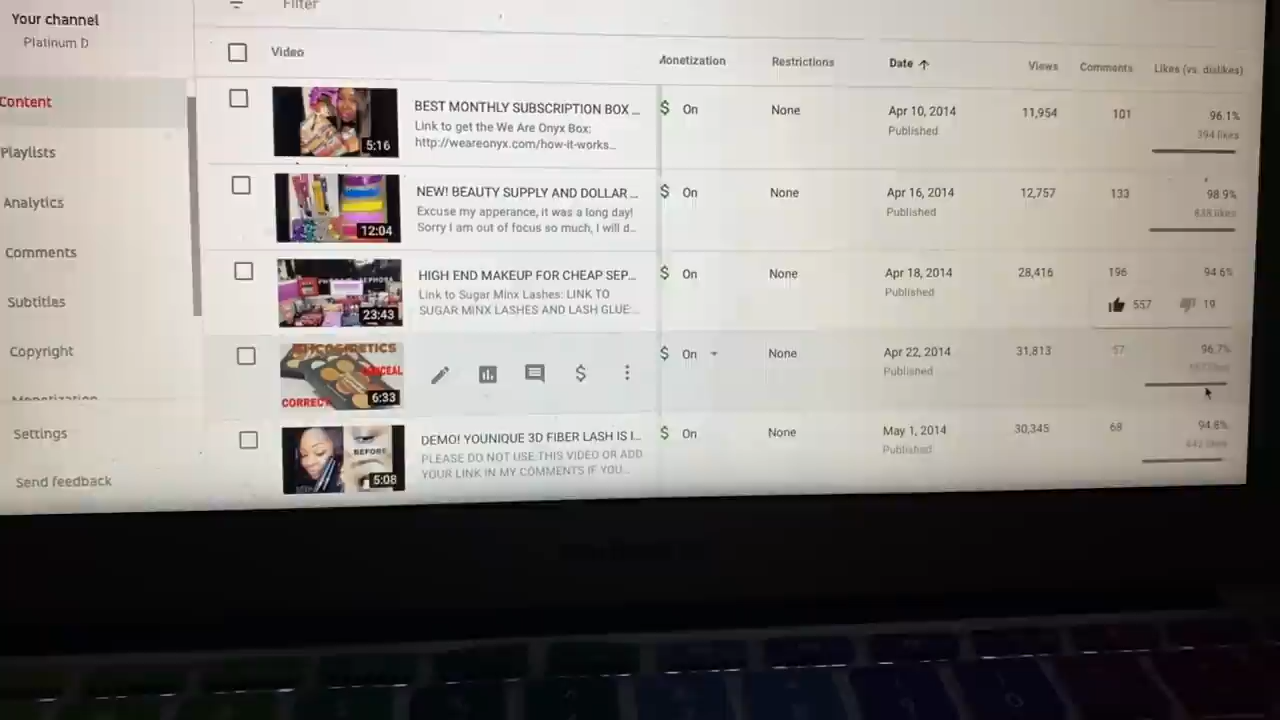 Your channel
Platinum D
Content
Playlists
Analytics
Comments
Subtitles
Copyright
Monetization
Settings
Send feedback
Filter
Video Monetization Restrictions Date ↑ Views Comments Likes (vs. dislikes)
5:16
BEST MONTHLY SUBSCRIPTION BOX ...
Link to get the We Are Onyx Box:
http://weareonyx.com/how-it-works...
$ On None Apr 10, 2014 11,954 101 96.1%
Published 394 likes
12:04
NEW! BEAUTY SUPPLY AND DOLLAR ...
Excuse my apperance, it was a long day!
Sorry I am out of focus so much, I will d...
$ On None Apr 16, 2014 12,757 133 98.9%
Published 838 likes
SEPHORA
23:43
HIGH END MAKEUP FOR CHEAP SEP...
Link to Sugar Minx Lashes: LINK TO
SUGAR MINX LASHES AND LASH GLUE...
$ On None Apr 18, 2014 28,416 196 94.6%
Published
557 19
CONCEAL
CORRECT
6:33
$ On None Apr 22, 2014 31,813 57 96.7%
Published
BEFORE
5:08
DEMO! YOUNIQUE 3D FIBER LASH IS I...
PLEASE DO NOT USE THIS VIDEO OR ADD
YOUR LINK IN MY COMMENTS IF YOU...
$ On None May 1, 2014 30,345 68 94.8%
Published 442 likes